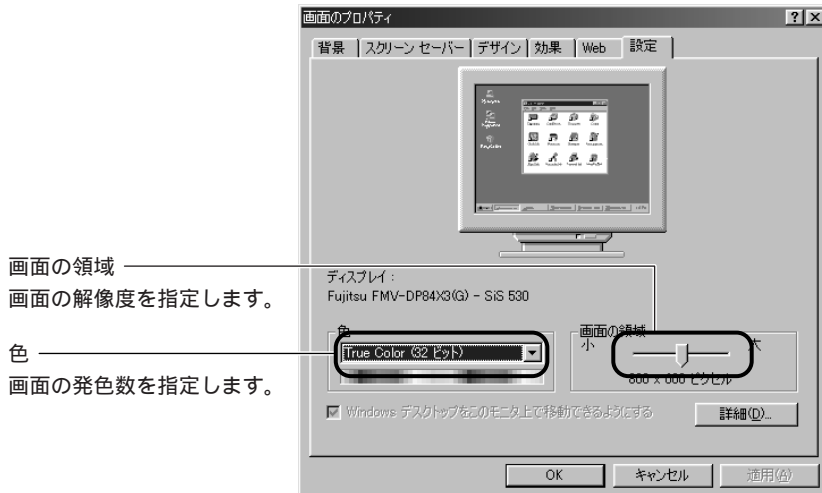 画面のプロパティ
背景 スクリーン セーバー デザイン 効果 Web 設定
画面の領域
画面の解像度を指定します。
ディスプレイ :
Fujitsu FMV-DP84X3(G) - SiS 530
色
画面の発色数を指定します。
色
True Color (32 ビット)
画面の領域
小 大
ピクセル
Windows デスクトップをこのモニタ上で移動できるようにする
詳細(D)...
OK キャンセル 適用(A)